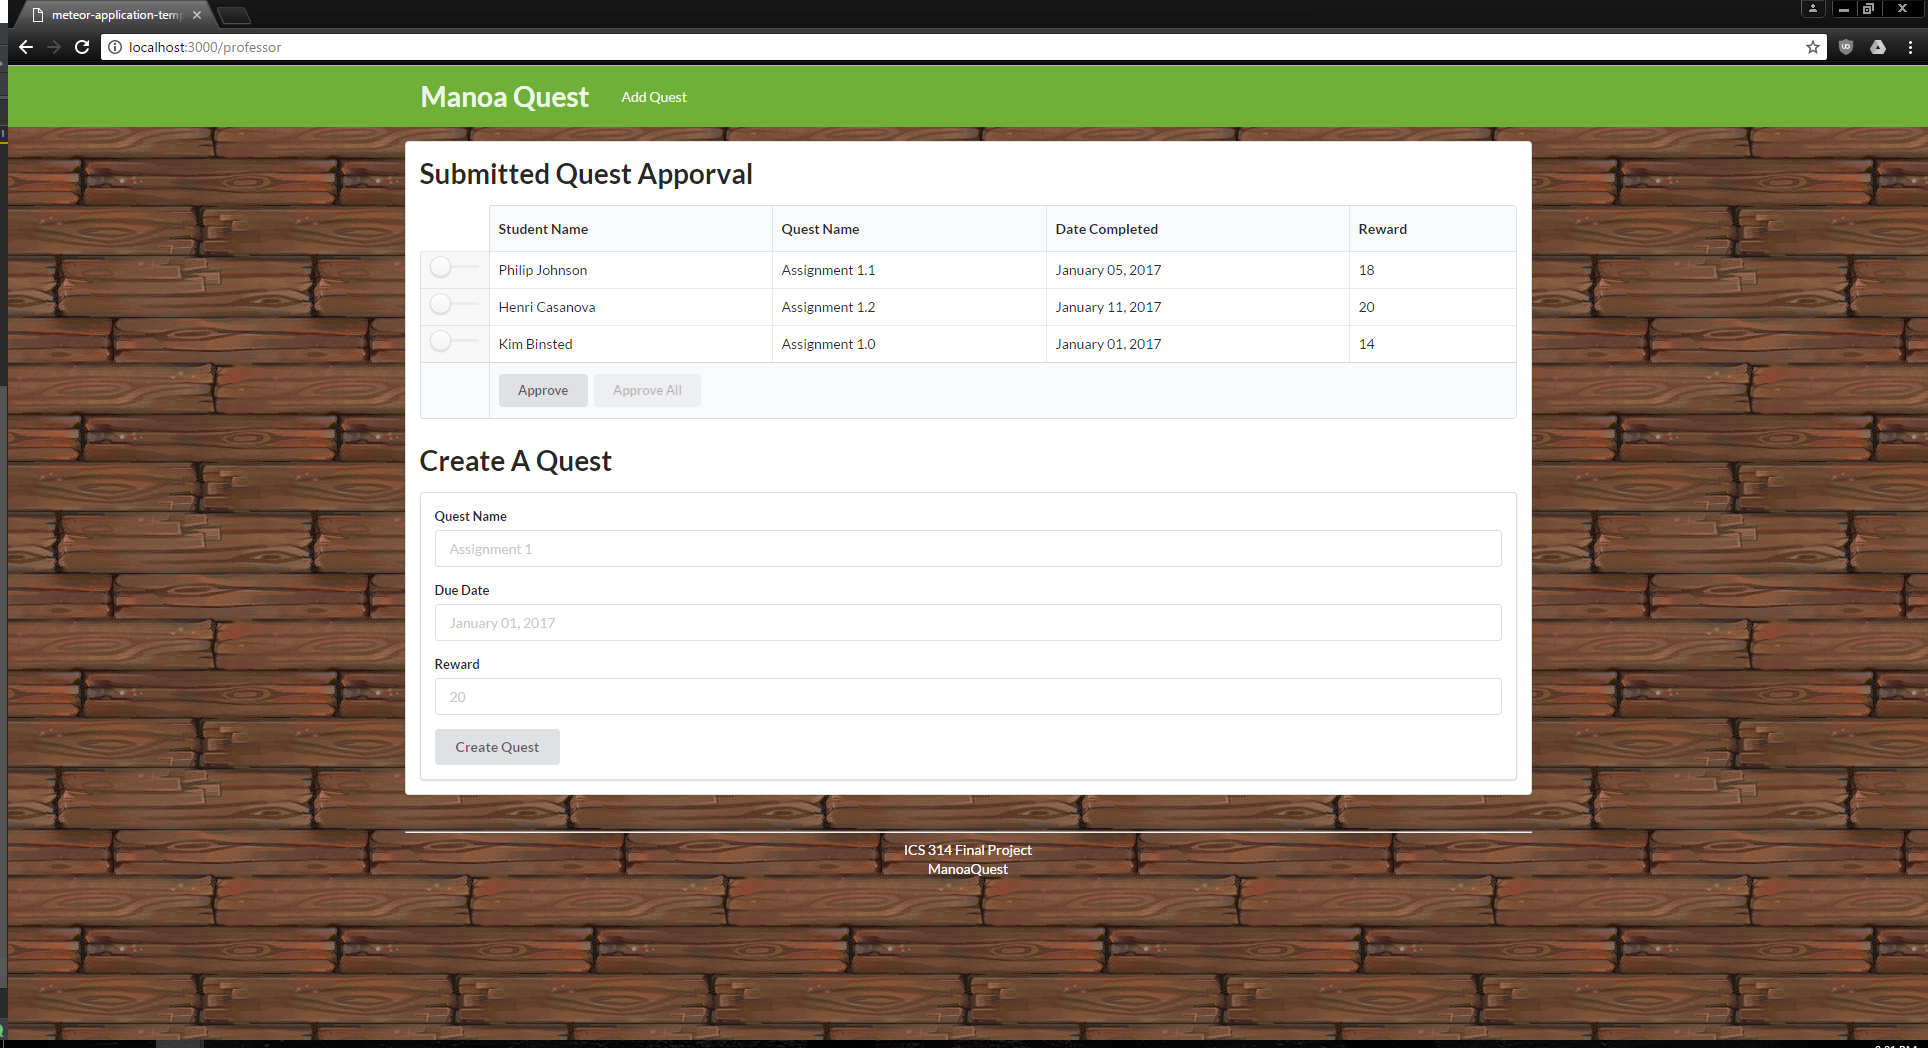 meteor-application-tem
localhost:3000/professor
Manoa Quest Add Quest
Submitted Quest Apporval
Student Name Quest Name Date Completed Reward
Philip Johnson Assignment 1.1 January 05, 2017 18
Henri Casanova Assignment 1.2 January 11, 2017 20
Kim Binsted Assignment 1.0 January 01, 2017 14
Approve Approve All
Create A Quest
Quest Name
Assignment 1
Due Date
January 01, 2017
Reward
20
Create Quest
ICS 314 Final Project
ManoaQuest